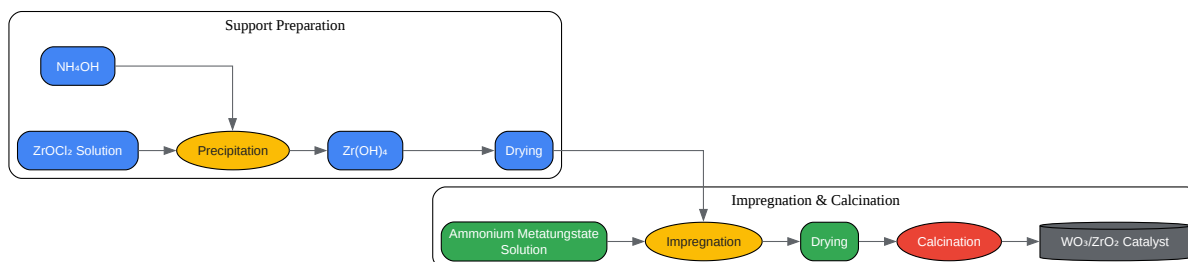 Support Preparation
NH₄OH
ZrOCl₂ Solution
Precipitation
Zr(OH)₄
Drying
Impregnation & Calcination
Ammonium Metatungstate
Solution
Impregnation
Drying
Calcination
WO₃/ZrO₂ Catalyst